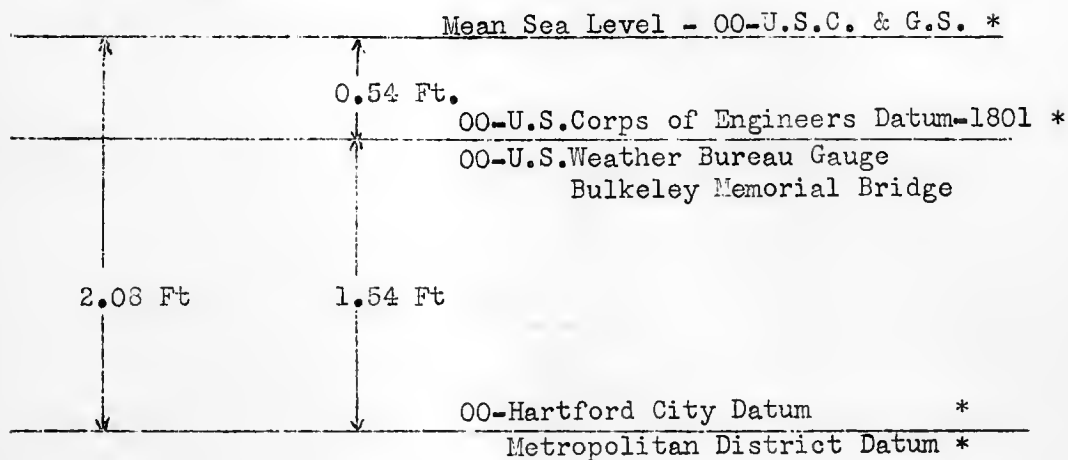 Mean Sea Level - 00-U.S.C. & G.S. *
0.54 Ft.
00-U.S.Corps of Engineers Datum-1801 *
00-U.S.Weather Bureau Gauge
Bulkeley Memorial Bridge
2.08 Ft
1.54 Ft
00-Hartford City Datum *
Metropolitan District Datum *